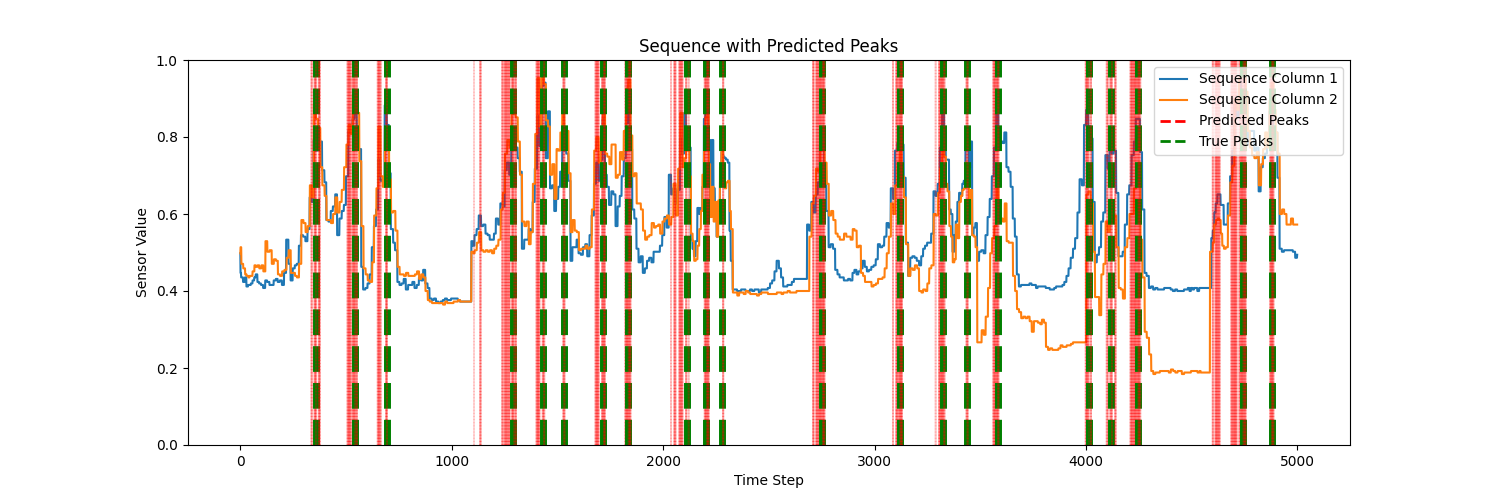 Sequence with Predicted Peaks
1.0
0.8
0.6
0.4
0.2
0.0
Sensor Value
Sequence Column 1
Sequence Column 2
Predicted Peaks
True Peaks
0
1000
2000
3000
4000
5000
Time Step